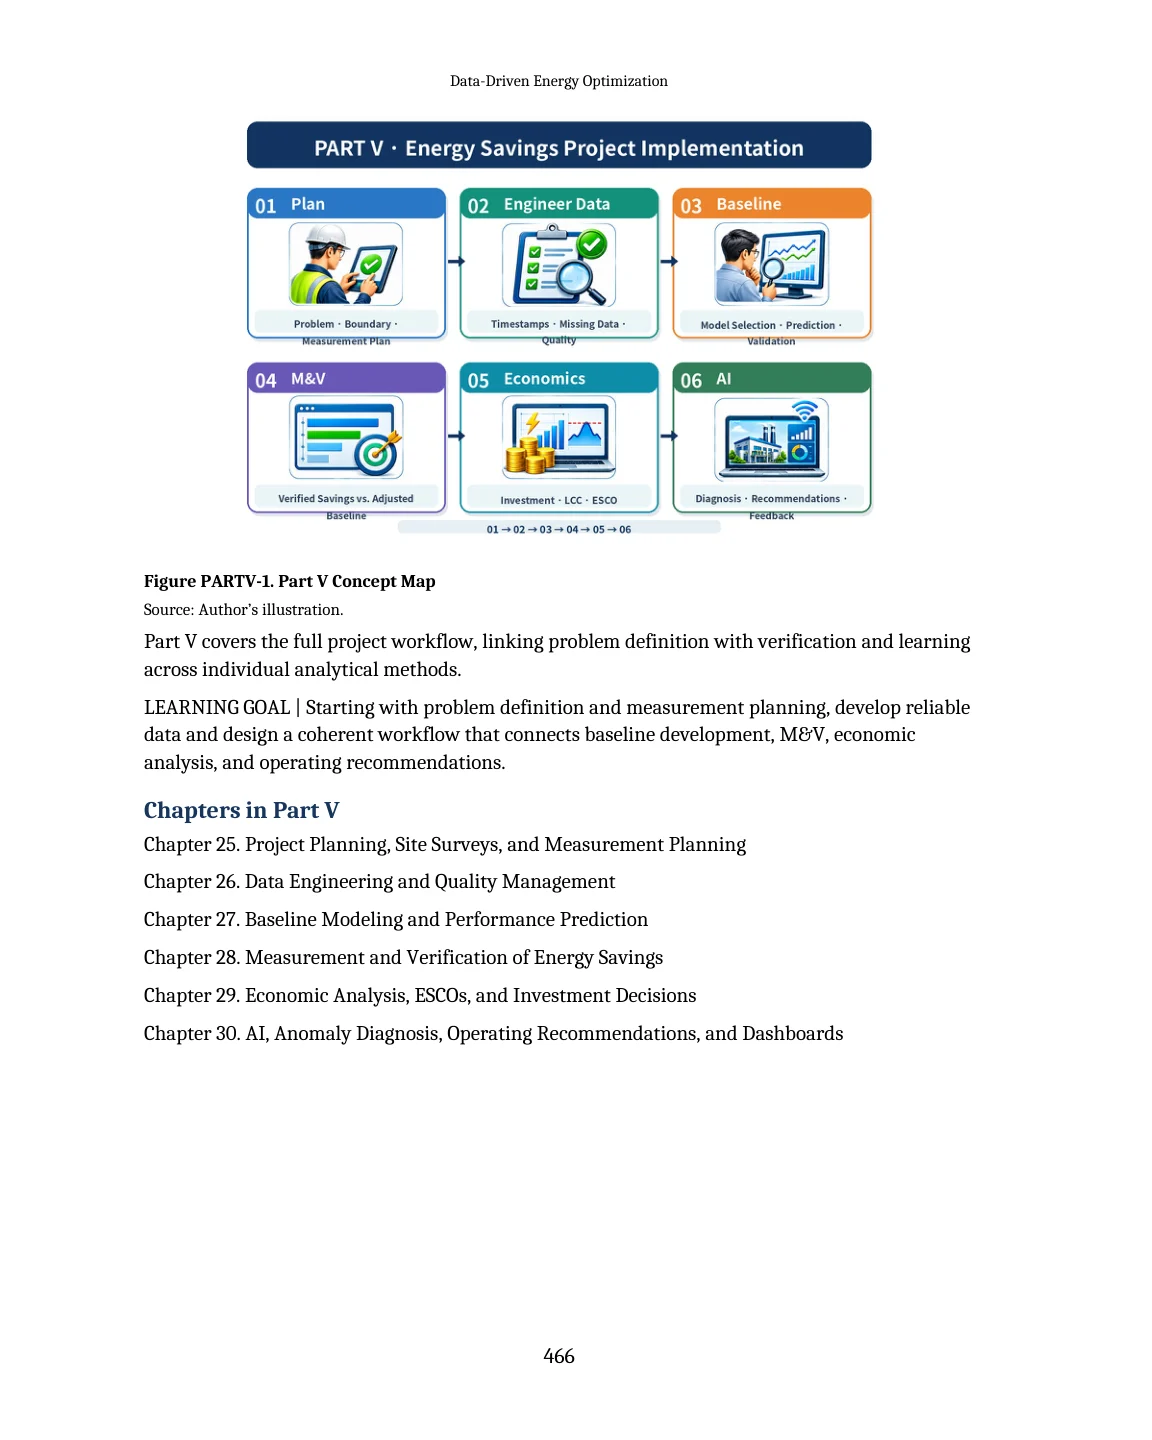 Data-Driven Energy Optimization
PART V · Energy Savings Project Implementation
01 Plan
Problem · Boundary ·
Measurement Plan
02 Engineer Data
Timestamps · Missing Data ·
Quality
03 Baseline
Model Selection · Prediction ·
Validation
04 M&V
Verified Savings vs. Adjusted
Baseline
05 Economics
Investment · LCC · ESCO
06 AI
Diagnosis · Recommendations ·
Feedback
01 → 02 → 03 → 04 → 05 → 06
Figure PARTV-1. Part V Concept Map
Source: Author’s illustration.
Part V covers the full project workflow, linking problem definition with verification and learning
across individual analytical methods.
LEARNING GOAL | Starting with problem definition and measurement planning, develop reliable
data and design a coherent workflow that connects baseline development, M&V, economic
analysis, and operating recommendations.
Chapters in Part V
Chapter 25. Project Planning, Site Surveys, and Measurement Planning
Chapter 26. Data Engineering and Quality Management
Chapter 27. Baseline Modeling and Performance Prediction
Chapter 28. Measurement and Verification of Energy Savings
Chapter 29. Economic Analysis, ESCOs, and Investment Decisions
Chapter 30. AI, Anomaly Diagnosis, Operating Recommendations, and Dashboards
466